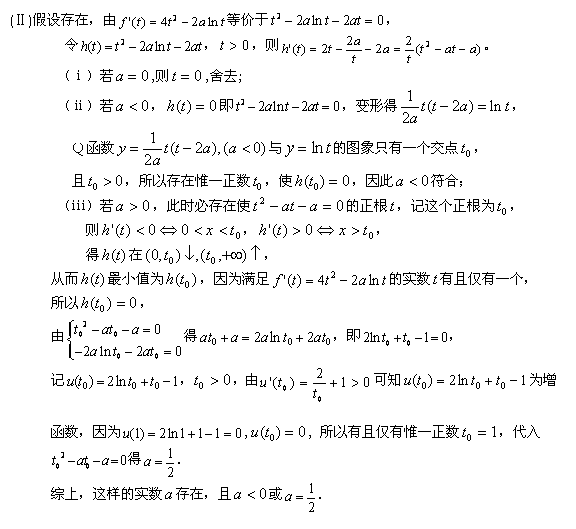 (Ⅱ)假设存在，由 f'(t)=4t²−2a ln t 等价于 t²−2a ln t−2at=0，
令 h(t)=t²−2a ln t−2at，t>0，则 h'(t)=2t−2a/t−2a=2/t(t²−at−a)。
(ⅰ) 若 a=0,则 t=0,舍去;
(ⅱ) 若 a<0，h(t)=0 即 t²−2alnt−2at=0，变形得 1/2a t(t−2a)=ln t，
Q 函数 y=1/2a t(t−2a),(a<0) 与 y=ln t 的图象只有一个交点 t₀，
且 t₀>0，所以存在惟一正数 t₀，使 h(t₀)=0，因此 a<0 符合；
(ⅲ) 若 a>0，此时必存在使 t²−at−a=0 的正根 t，记这个正根为 t₀，
则 h'(t)<0⇔0<x<t₀，h'(t)>0⇔x>t₀，
得 h(t) 在 (0,t₀)↓,(t₀,+∞)↑，
从而 h(t) 最小值为 h(t₀)，因为满足 f'(t)=4t²−2a ln t 的实数 t 有且仅有一个，
所以 h(t₀)=0，
由 {t₀²−at₀−a=0
−2a ln t₀−2at₀=0 得 at₀+a=2a ln t₀+2at₀，即 2lnt₀+t₀−1=0，
记 u(t₀)=2ln t₀+t₀−1，t₀>0，由 u'(t₀)=2/t₀+1>0 可知 u(t₀)=2ln t₀+t₀−1 为增
函数，因为 u(1)=2ln1+1−1=0,u(t₀)=0，所以有且仅有惟一正数 t₀=1，代入
t₀²−at₀−a=0 得 a=1/2．
综上，这样的实数 a 存在，且 a<0 或 a=1/2．